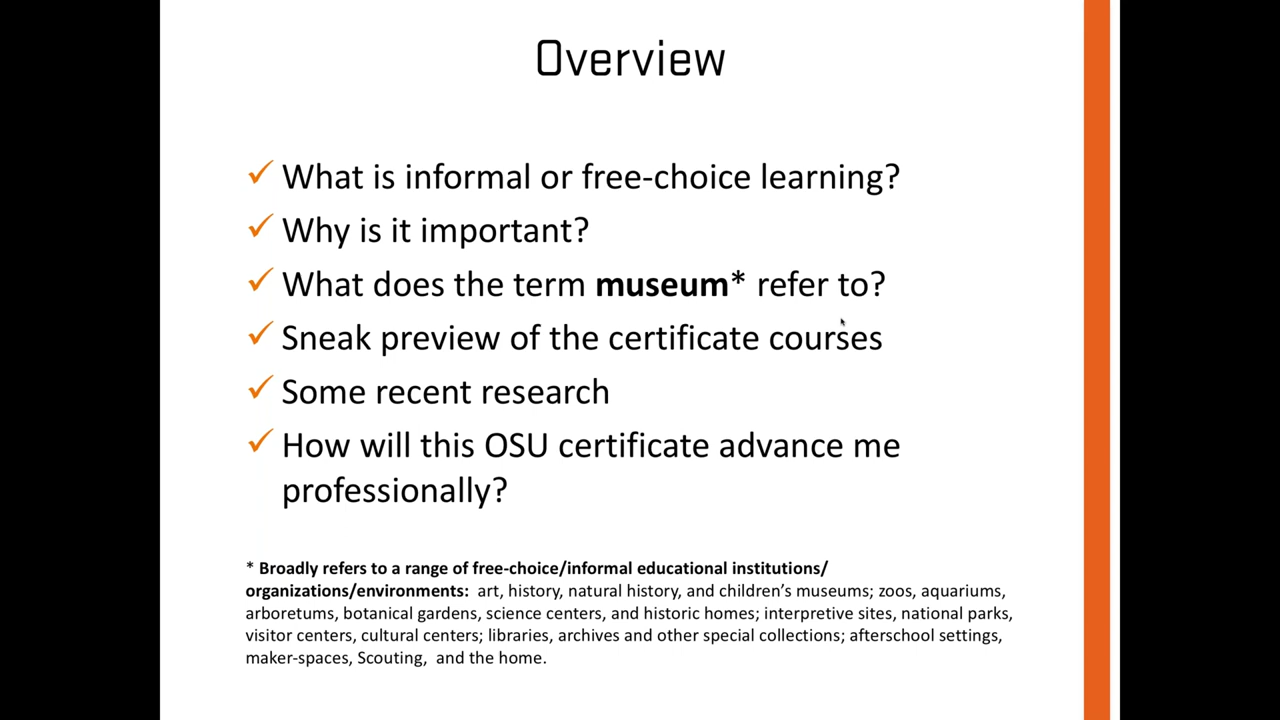 Overview
✓ What is informal or free-choice learning?
✓ Why is it important?
✓ What does the term museum* refer to?
✓ Sneak preview of the certificate courses
✓ Some recent research
✓ How will this OSU certificate advance me
professionally?
* Broadly refers to a range of free-choice/informal educational institutions/
organizations/environments: art, history, natural history, and children's museums; zoos, aquariums,
arboretums, botanical gardens, science centers, and historic homes; interpretive sites, national parks,
visitor centers, cultural centers; libraries, archives and other special collections; afterschool settings,
maker-spaces, Scouting, and the home.